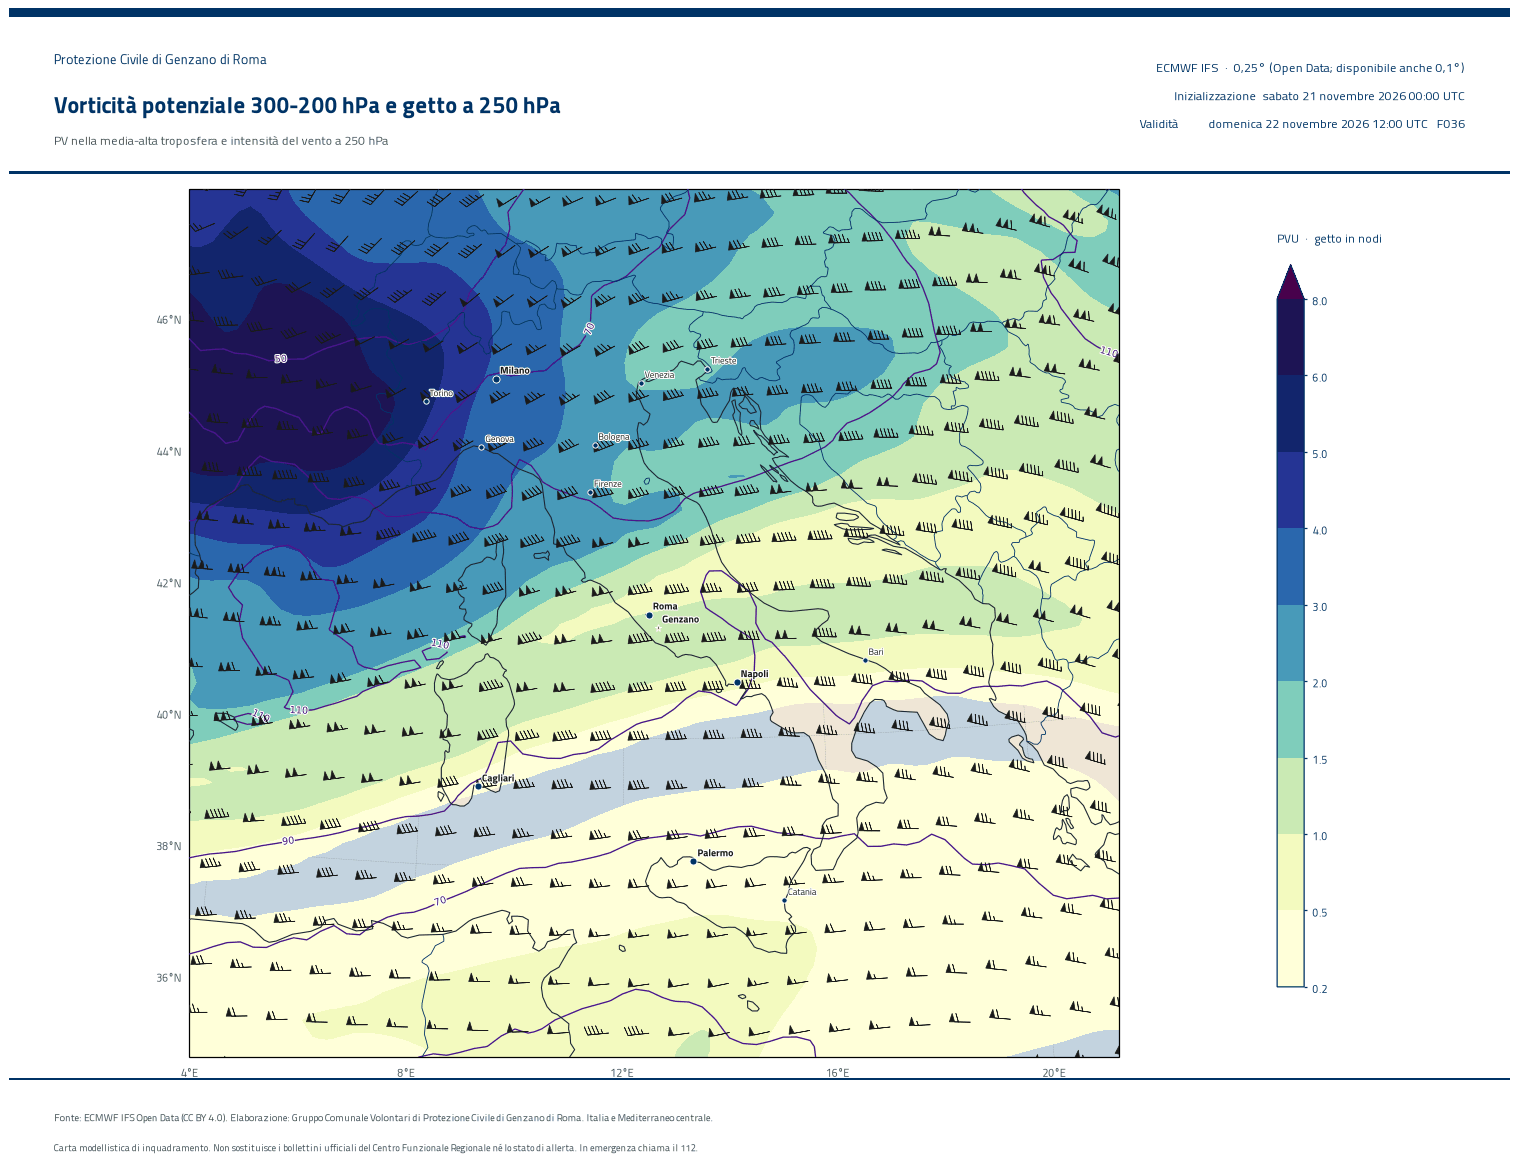 Protezione Civile di Genzano di Roma
Vorticità potenziale 300-200 hPa e getto a 250 hPa
PV nella media-alta troposfera e intensità del vento a 250 hPa
ECMWF IFS · 0,25° (Open Data; disponibile anche 0,1°)
Inizializzazione sabato 21 novembre 2026 00:00 UTC
Validità domenica 22 novembre 2026 12:00 UTC F036
PVU · getto in nodi
8.0
6.0
5.0
4.0
3.0
2.0
1.5
1.0
0.5
0.2
46°N
44°N
42°N
40°N
38°N
36°N
4°E
8°E
12°E
16°E
20°E
50
70
110
Milano
Torino
Venezia
Trieste
Genova
Bologna
Firenze
Roma
Genzano
110
Bari
Napoli
110
110
Cagliari
90
Palermo
70
Catania
Fonte: ECMWF IFS Open Data (CC BY 4.0). Elaborazione: Gruppo Comunale Volontari di Protezione Civile di Genzano di Roma. Italia e Mediterraneo centrale.
Carta modellistica di inquadramento. Non sostituisce i bollettini ufficiali del Centro Funzionale Regionale né lo stato di allerta. In emergenza chiama il 112.